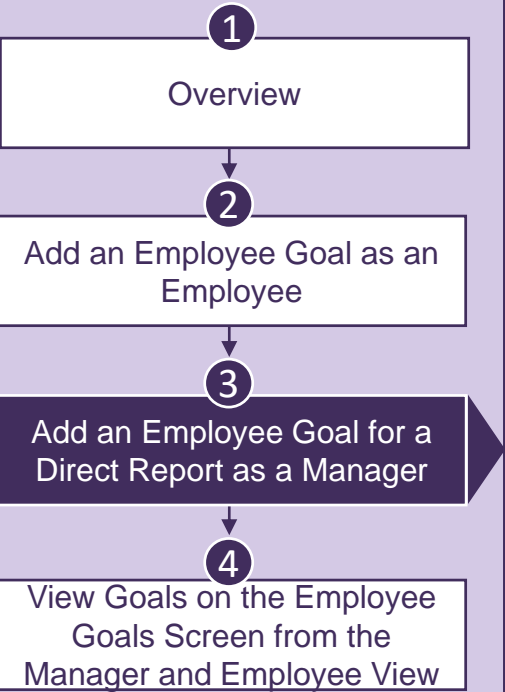 1
Overview
2
Add an Employee Goal as an
Employee
3
Add an Employee Goal for a
Direct Report as a Manager
4
View Goals on the Employee
Goals Screen from the
Manager and Employee View